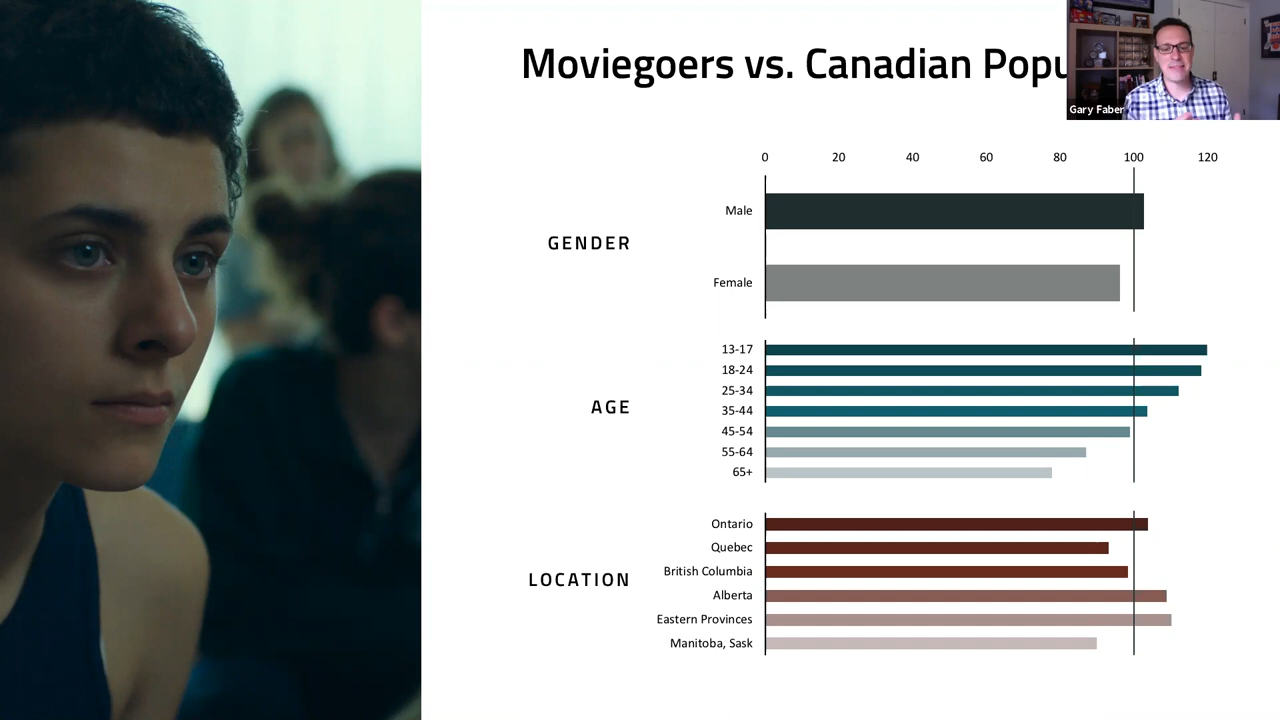 Moviegoers vs. Canadian Popu
Gary Faber
0 20 40 60 80 100 120
GENDER
Male
Female
AGE
13-17
18-24
25-34
35-44
45-54
55-64
65+
LOCATION
Ontario
Quebec
British Columbia
Alberta
Eastern Provinces
Manitoba, Sask